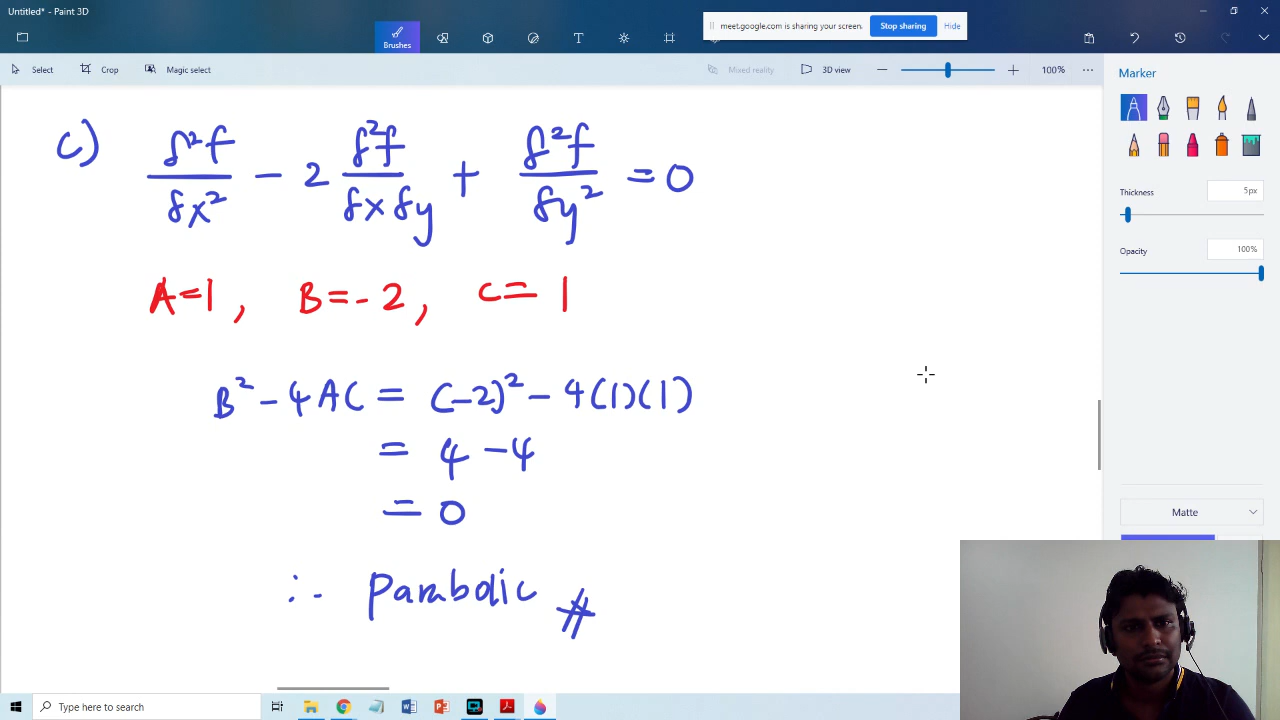 Untitled* - Paint 3D
meet.google.com is sharing your screen. Stop sharing Hide
Brushes
Select Crop Magic select Mixed reality 3D view 100%
Marker
Thickness 5px
Opacity 100%
Matte
c) δ²f/δx² - 2 δ²f/δxδy + δ²f/δy² = 0
A=1, B=-2, C=1
B² - 4AC = (-2)² - 4(1)(1)
= 4 - 4
= 0
∴ Parabolic #
Type here to search